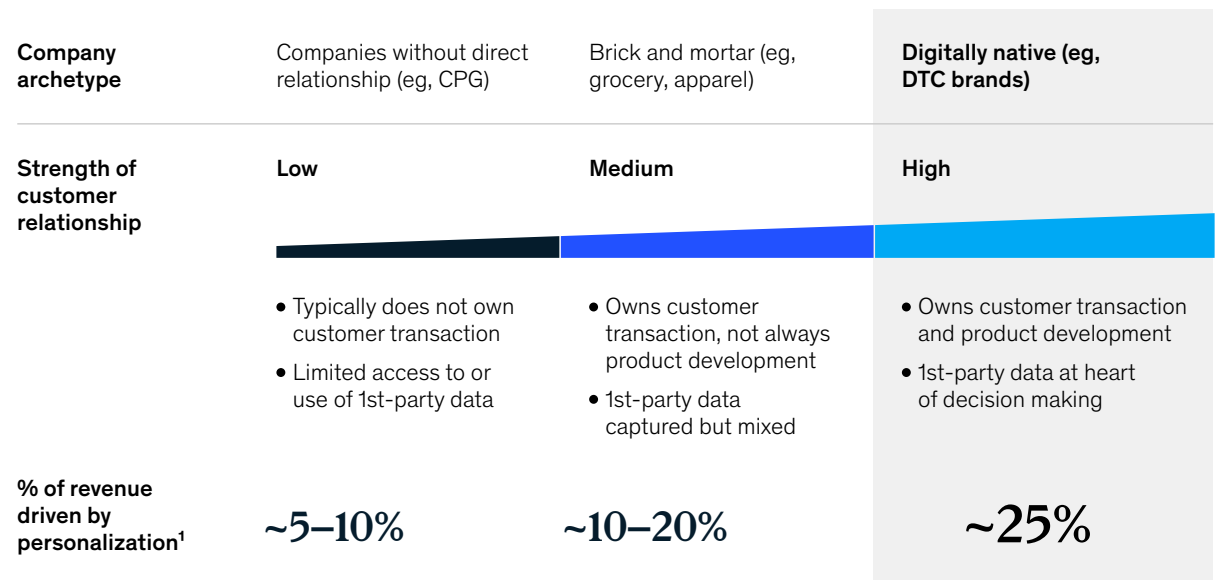 Company
archetype
Companies without direct
relationship (eg, CPG)
Brick and mortar (eg,
grocery, apparel)
Digitally native (eg,
DTC brands)
Strength of
customer
relationship
Low
Medium
High
• Typically does not own
customer transaction
• Limited access to or
use of 1st-party data
• Owns customer
transaction, not always
product development
• 1st-party data
captured but mixed
• Owns customer transaction
and product development
• 1st-party data at heart
of decision making
% of revenue
driven by
personalization¹
~5–10%
~10–20%
~25%